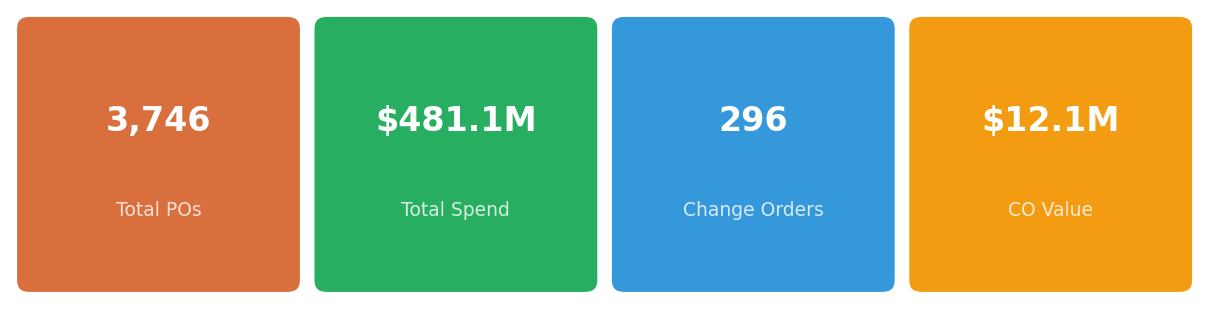 3,746
Total POs
$481.1M
Total Spend
296
Change Orders
$12.1M
CO Value